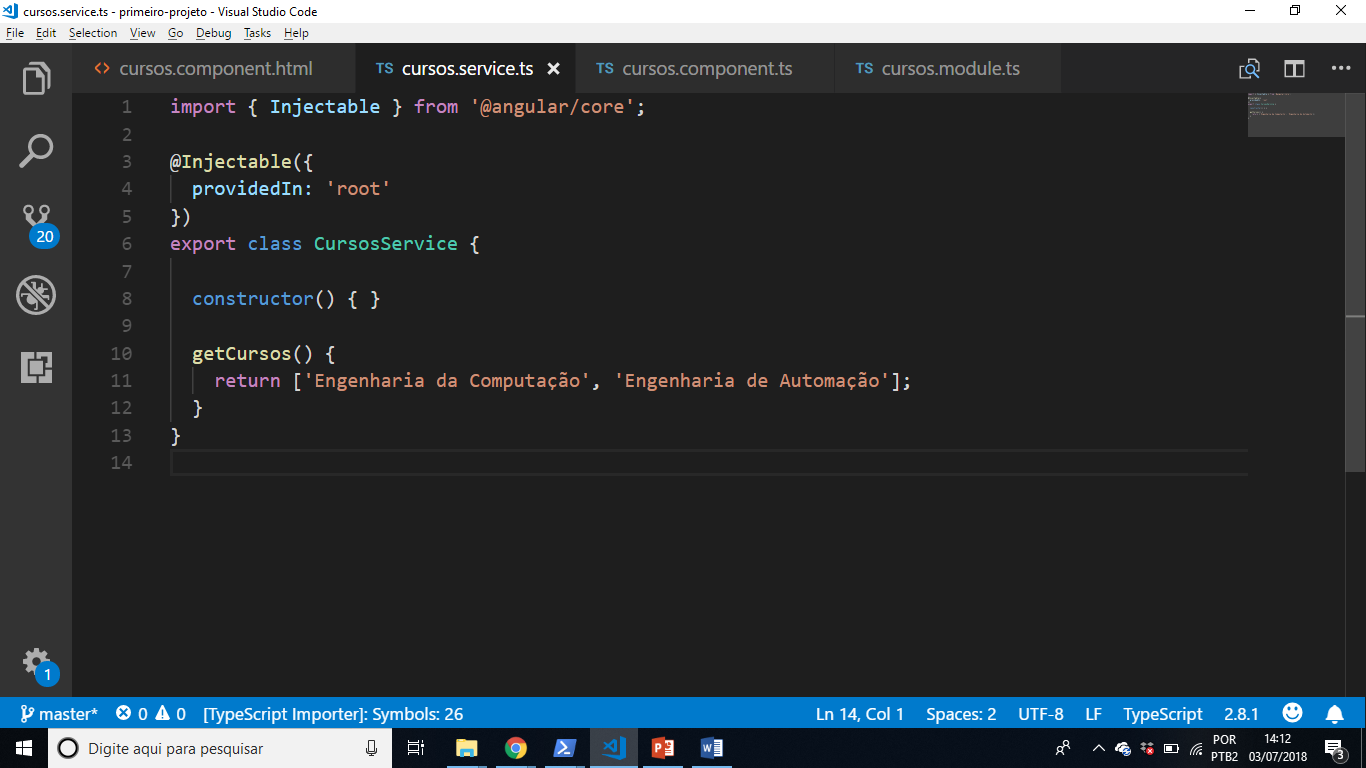 cursos.service.ts - primeiro-projeto - Visual Studio Code
File Edit Selection View Go Debug Tasks Help
<> cursos.component.html TS cursos.service.ts TS cursos.component.ts TS cursos.module.ts
1 import { Injectable } from '@angular/core';
2
3 @Injectable({
4   providedIn: 'root'
5 })
6 export class CursosService {
7
8   constructor() { }
9
10   getCursos() {
11     return ['Engenharia da Computação', 'Engenharia de Automação'];
12   }
13 }
14
20
1
master* 0 0 [TypeScript Importer]: Symbols: 26 Ln 14, Col 1 Spaces: 2 UTF-8 LF TypeScript 2.8.1
Digite aqui para pesquisar
POR
PTB2
14:12
03/07/2018
3